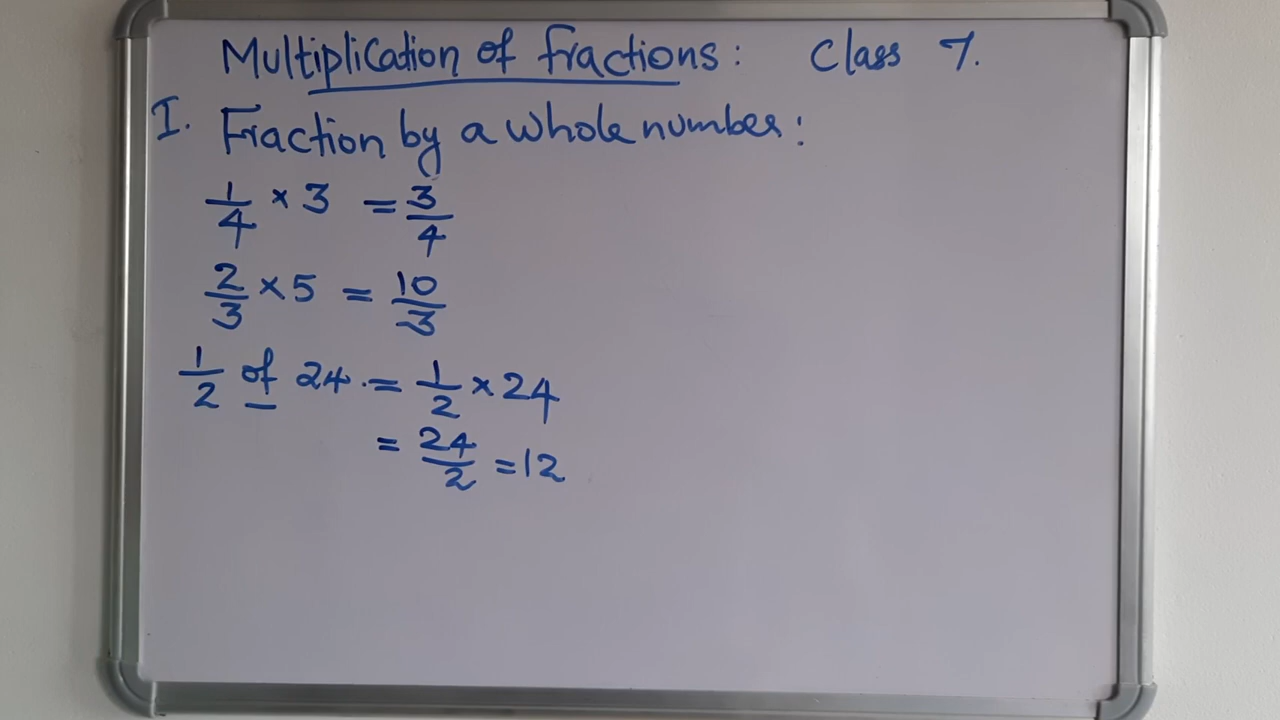 Multiplication of fractions: Class 7.
I. Fraction by a whole number:
1/4 × 3 = 3/4
2/3 × 5 = 10/3
1/2 of 24 . = 1/2 × 24
= 24/2 = 12